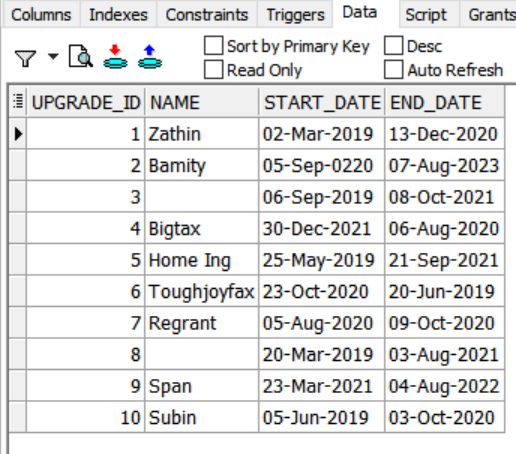 Columns Indexes Constraints Triggers Data Script Grants
Sort by Primary Key Desc
Read Only Auto Refresh
UPGRADE_ID NAME START_DATE END_DATE
1 Zathin 02-Mar-2019 13-Dec-2020
2 Bamity 05-Sep-0220 07-Aug-2023
3 06-Sep-2019 08-Oct-2021
4 Bigtax 30-Dec-2021 06-Aug-2020
5 Home Ing 25-May-2019 21-Sep-2021
6 Toughjoyfax 23-Oct-2020 20-Jun-2019
7 Regrant 05-Aug-2020 09-Oct-2020
8 20-Mar-2019 03-Aug-2021
9 Span 23-Mar-2021 04-Aug-2022
10 Subin 05-Jun-2019 03-Oct-2020